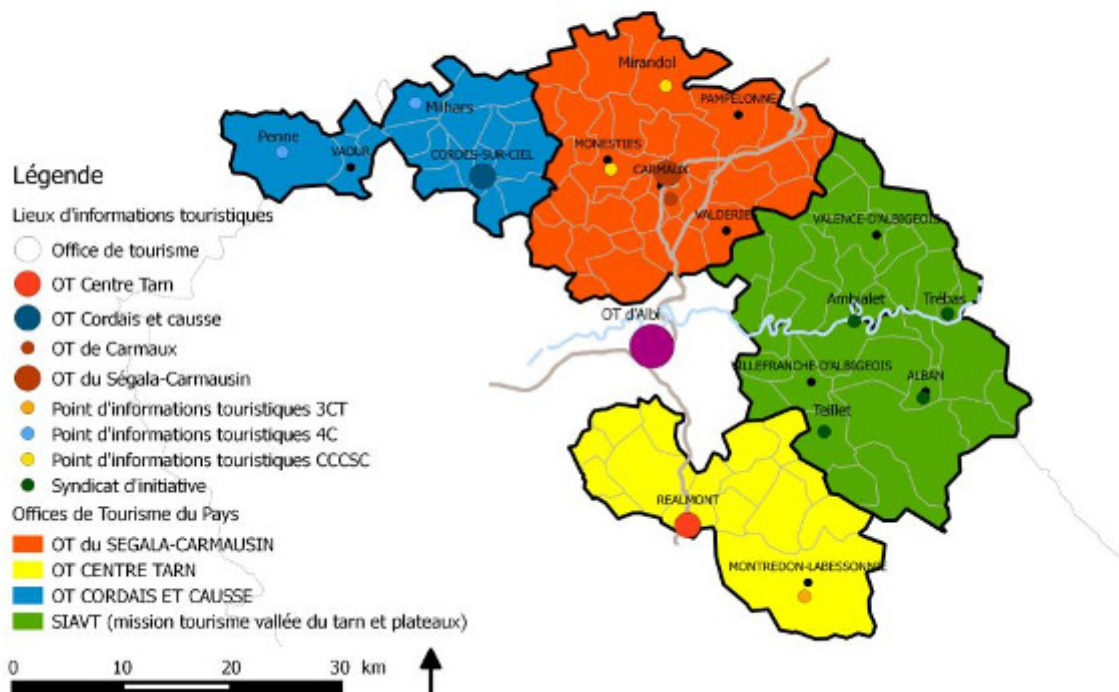 Légende
Lieux d'informations touristiques
Office de tourisme
OT Centre Tarn
OT Cordais et causse
OT de Carmaux
OT du Ségala-Carmausin
Point d'informations touristiques 3CT
Point d'informations touristiques 4C
Point d'informations touristiques CCCSC
Syndicat d'initiative
Offices de Tourisme du Pays
OT du SEGALA-CARMAUSIN
OT CENTRE TARN
OT CORDAIS ET CAUSSE
SIAVT (mission tourisme vallée du tarn et plateaux)
0 10 20 30 km
Mirandol
PAMPELONNE
Milhars
Penne
VAOUR
CORDES-SUR-CIEL
MONESTIES
CARMAUX
VALDERIES
VALENCE-D'ALBIGEOIS
Ambialet
Trébas
OT d'Albi
ILLEFRANCHE-D'ALBIGEOIS
ALBAN
Teillet
REALMONT
MONTREDON-LABESSONNIE